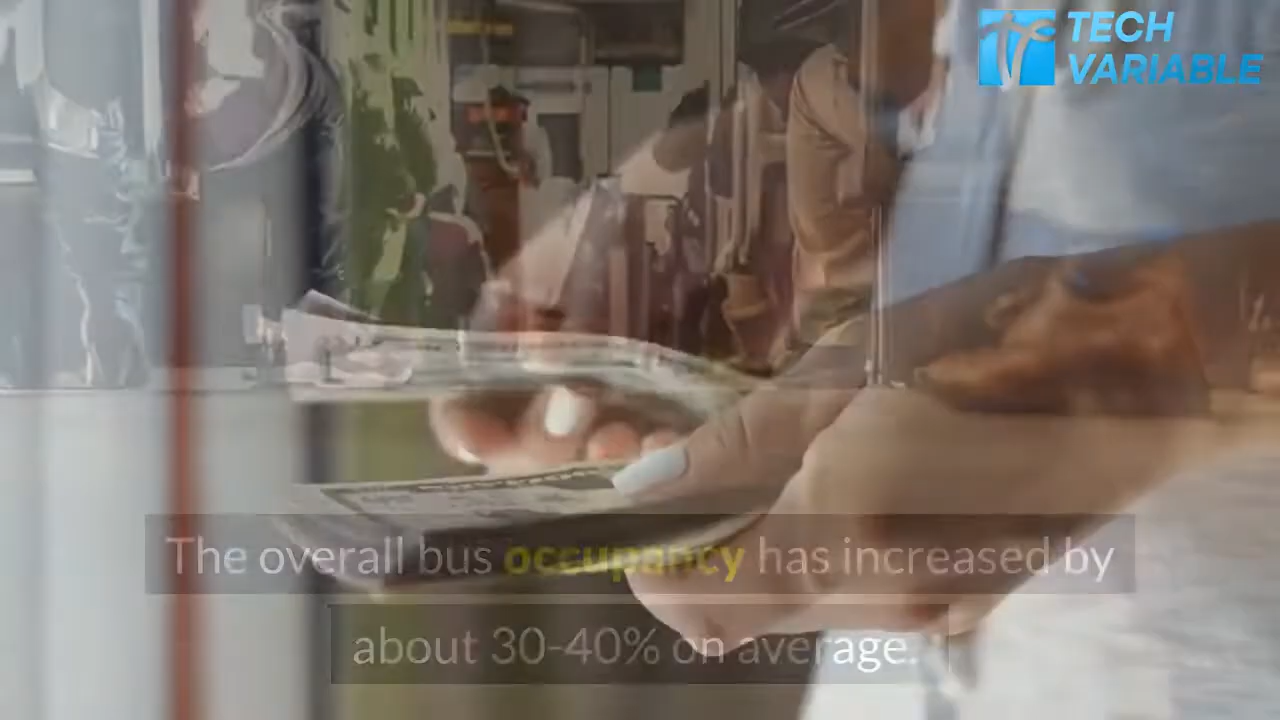 TECH
VARIABLE
The overall bus occupancy has increased by
about 30-40% on average.